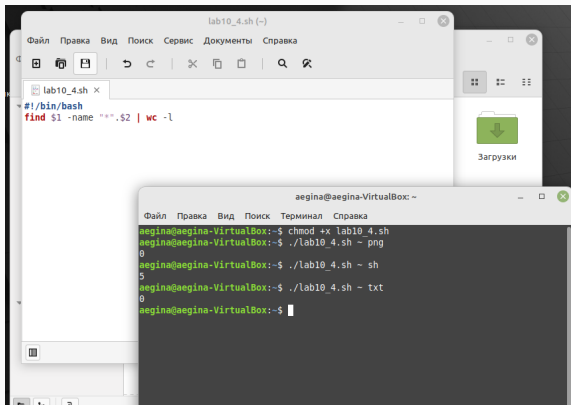 lab10_4.sh (~)
Файл Правка Вид Поиск Сервис Документы Справка
lab10_4.sh ×
#!/bin/bash
find $1 -name "*".$2 | wc -l
Загрузки
aegina@aegina-VirtualBox: ~
Файл Правка Вид Поиск Терминал Справка
aegina@aegina-VirtualBox:~$ chmod +x lab10_4.sh
aegina@aegina-VirtualBox:~$ ./lab10_4.sh ~ png
0
aegina@aegina-VirtualBox:~$ ./lab10_4.sh ~ sh
5
aegina@aegina-VirtualBox:~$ ./lab10_4.sh ~ txt
0
aegina@aegina-VirtualBox:~$